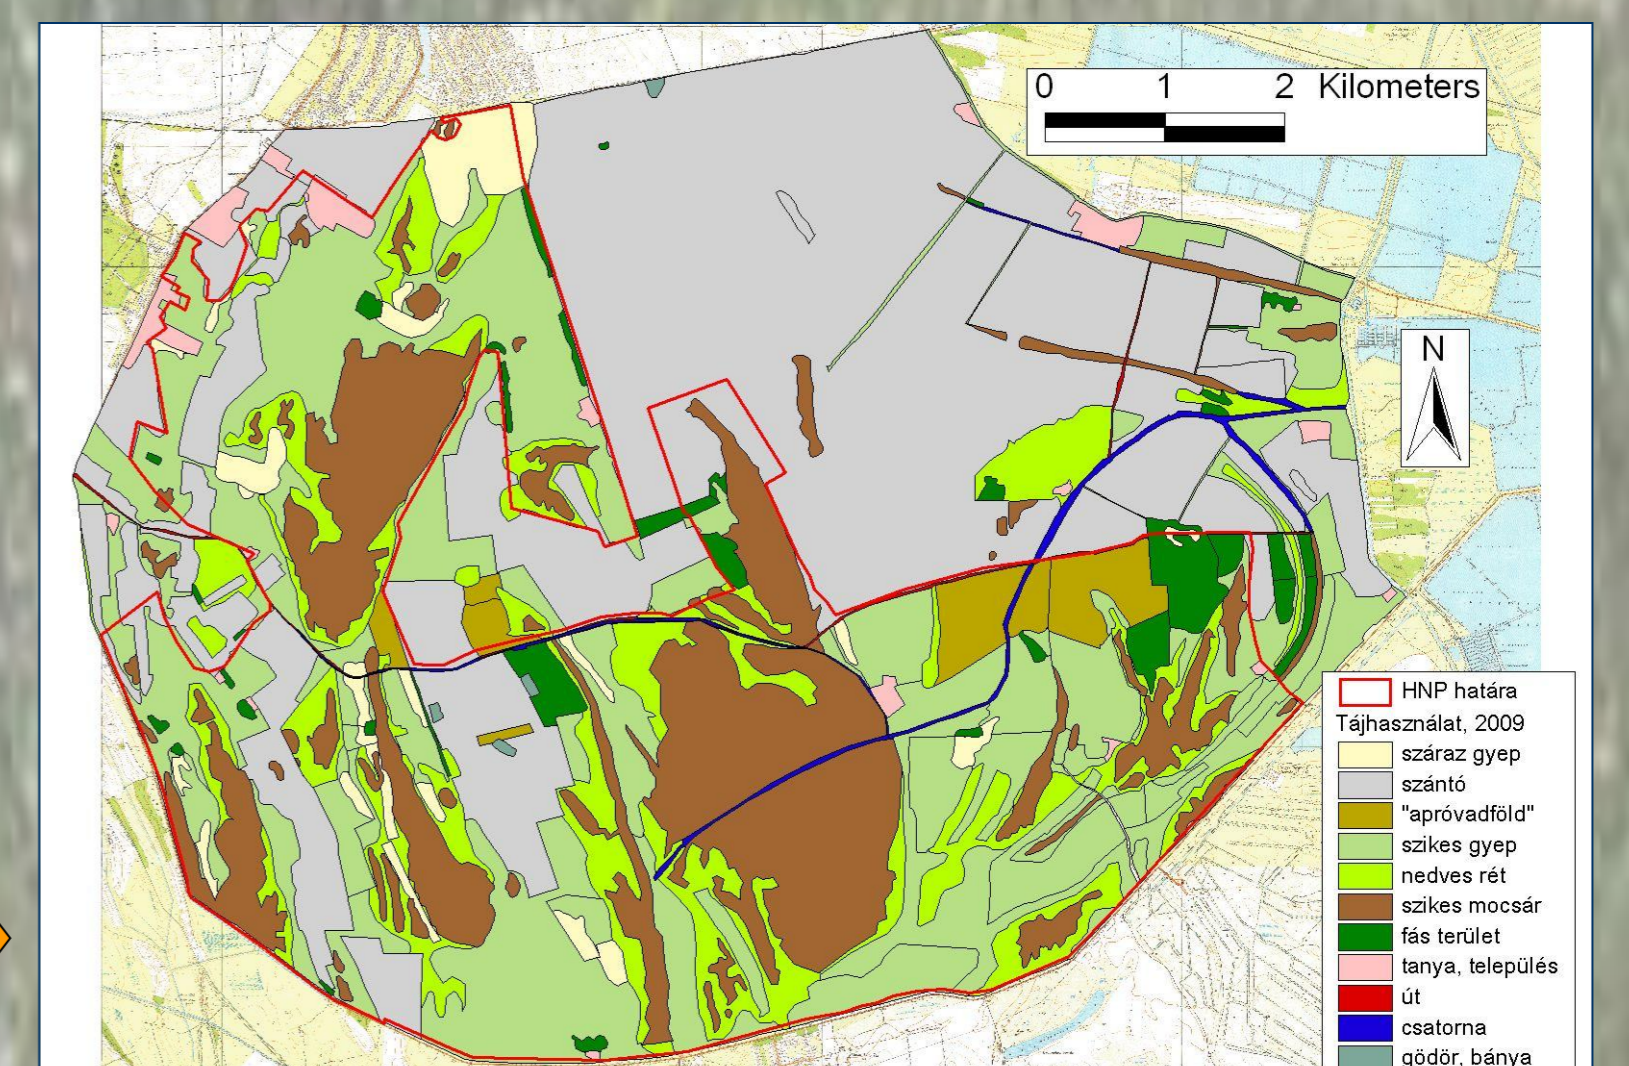 0 1 2 Kilometers
N
HNP határa
Tájhasználat, 2009
száraz gyep
szántó
"apróvadföld"
szikes gyep
nedves rét
szikes mocsár
fás terület
tanya, település
út
csatorna
gödör, bánya